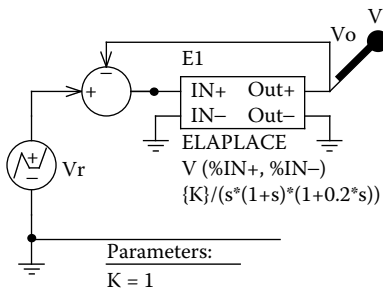 V
Vo
E1
−
+
IN+ Out+
IN− Out−
ELAPLACE
V (%IN+, %IN−)
{K}/(s*(1+s)*(1+0.2*s))
+
−
Vr
Parameters:
K = 1